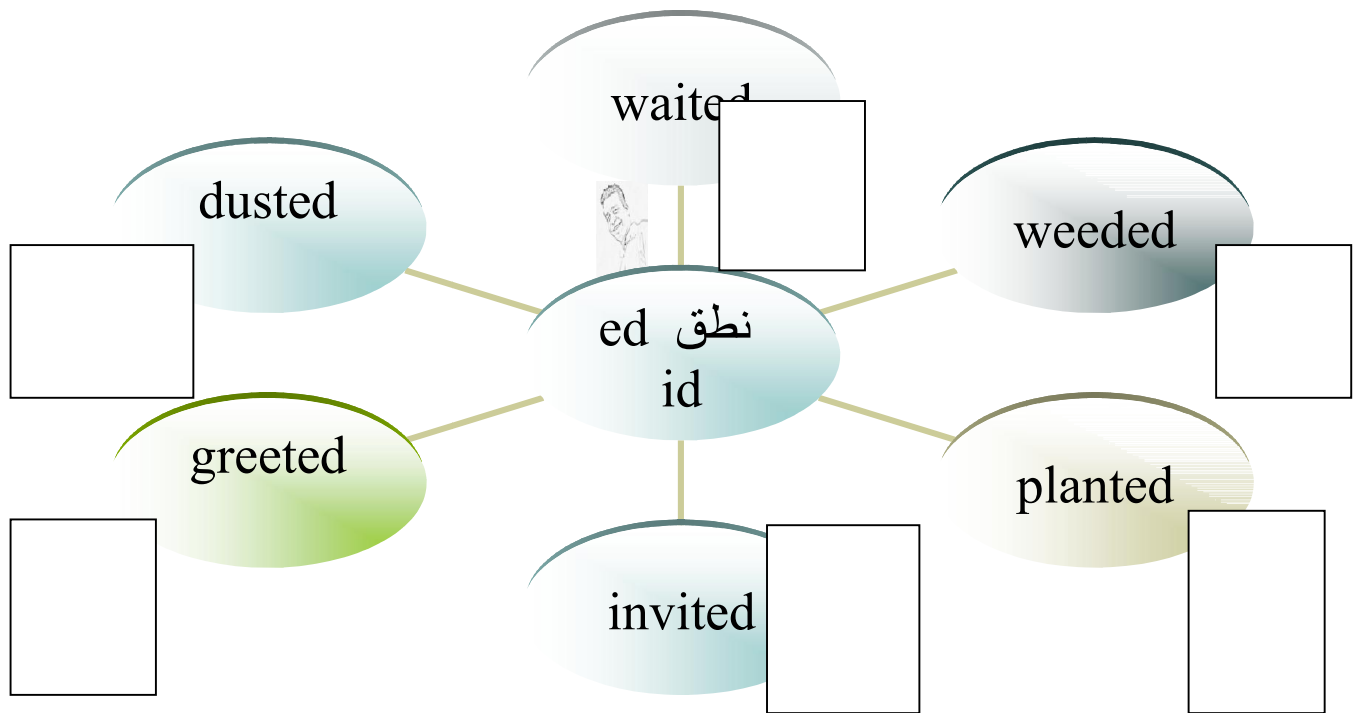 waited
dusted
weeded
نطق ed
id
greeted
planted
invited